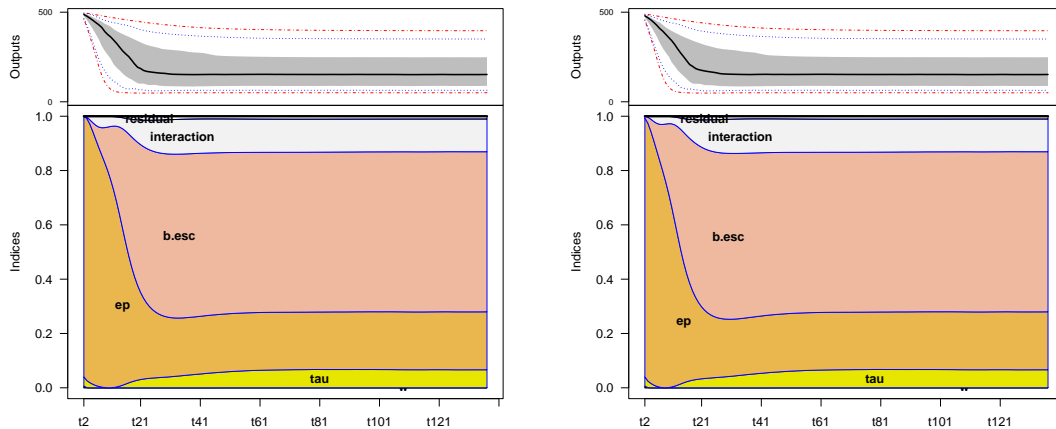 500
Outputs
0
1.0
residual
interaction
0.8
0.6
b.esc
Indices
0.4
ep
0.2
tau
0.0
t2 t21 t41 t61 t81 t101 t121
500
Outputs
0
1.0
residual
interaction
0.8
0.6
b.esc
Indices
0.4
ep
0.2
tau
0.0
t2 t21 t41 t61 t81 t101 t121